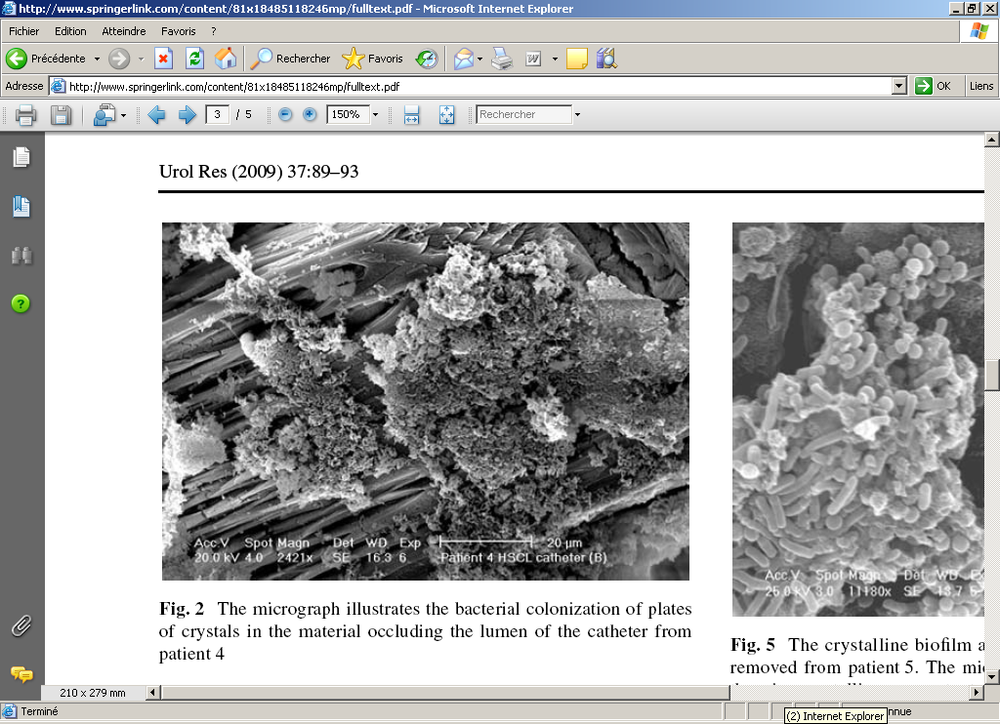 http://www.springerlink.com/content/81x18485118246mp/fulltext.pdf - Microsoft Internet Explorer
Fichier Edition Atteindre Favoris ?
Précédente Rechercher Favoris
Adresse http://www.springerlink.com/content/81x18485118246mp/fulltext.pdf OK Liens
3 / 5 150% Rechercher
Urol Res (2009) 37:89–93
Acc.V Spot Magn Det WD Exp 20 µm
20.0 kV 4.0 2421x SE 16.3 6 Patient 4 HSCL catheter (B)
Acc.V Spot Magn Det WD Ex
25.0 kV 3.0 11180x SE 13.7 6
Fig. 2 The micrograph illustrates the bacterial colonization of plates
of crystals in the material occluding the lumen of the catheter from
patient 4
Fig. 5 The crystalline biofilm a
removed from patient 5. The mi
210 x 279 mm
Terminé
(2) Internet Explorer
nnue